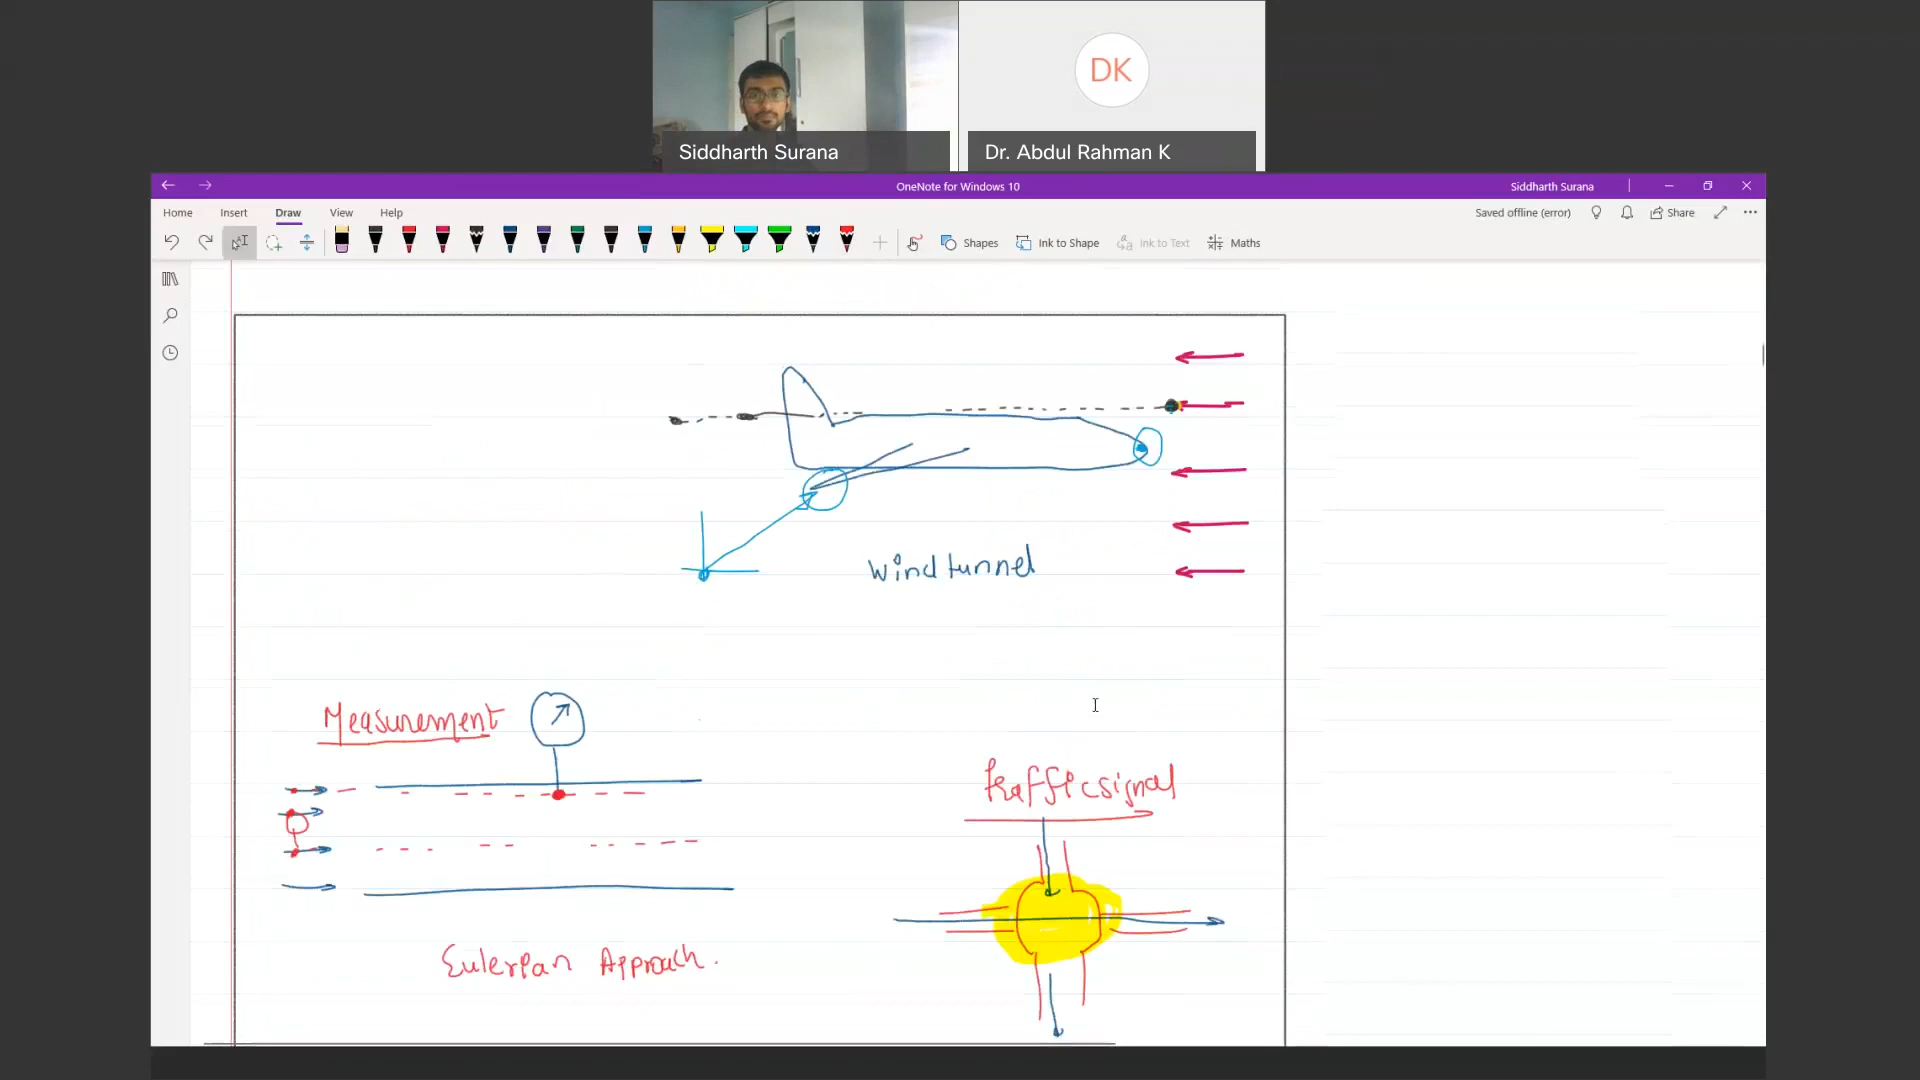 DK
Siddharth Surana
Dr. Abdul Rahman K
OneNote for Windows 10
Siddharth Surana
Home Insert Draw View Help
Saved offline (error)
Share
Shapes
Ink to Shape
Ink to Text
Maths
Wind tunnel
Measurement
Traffic signal
Eulerian Approach.